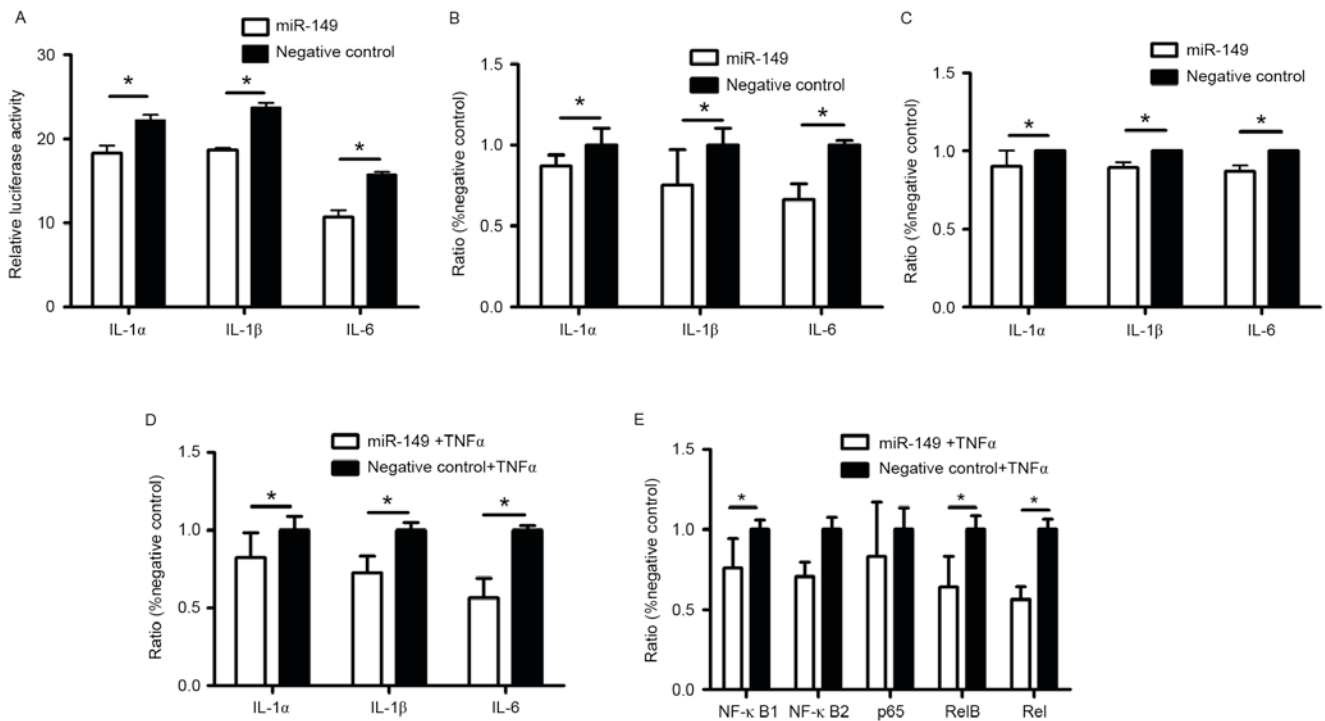 A
miR-149
Negative control
Relative luciferase activity
30
20
10
0
*
*
*
IL-1α
IL-1β
IL-6
B
miR-149
Negative control
Ratio (%negative control)
1.5
1.0
0.5
0.0
*
*
*
IL-1α
IL-1β
IL-6
C
miR-149
Negative control
Ratio (%negative control)
1.5
1.0
0.5
0.0
*
*
*
IL-1α
IL-1β
IL-6
D
miR-149 +TNFα
Negative control+TNFα
Ratio (%negative control)
1.5
1.0
0.5
0.0
*
*
*
IL-1α
IL-1β
IL-6
E
miR-149 +TNFα
Negative control+TNFα
Ratio (%negative control)
1.5
1.0
0.5
0.0
*
*
*
NF-κ B1
NF-κ B2
p65
RelB
Rel